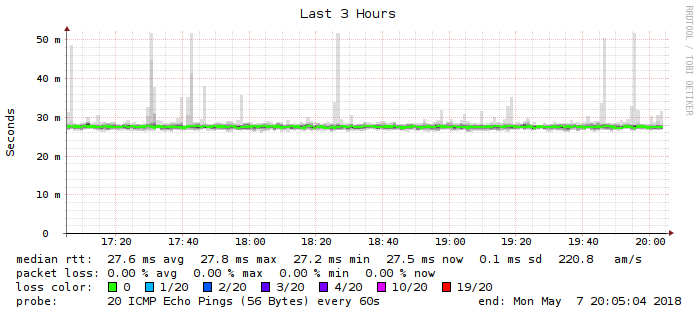 Last 3 Hours
RRDTOOL / TOBI OETIKER
Seconds
50 m
40 m
30 m
20 m
10 m
0
17:20 17:40 18:00 18:20 18:40 19:00 19:20 19:40 20:00
median rtt: 27.6 ms avg 27.8 ms max 27.2 ms min 27.5 ms now 0.1 ms sd 220.8 am/s
packet loss: 0.00 % avg 0.00 % max 0.00 % min 0.00 % now
loss color: 0 1/20 2/20 3/20 4/20 10/20 19/20
probe: 20 ICMP Echo Pings (56 Bytes) every 60s end: Mon May 7 20:05:04 2018